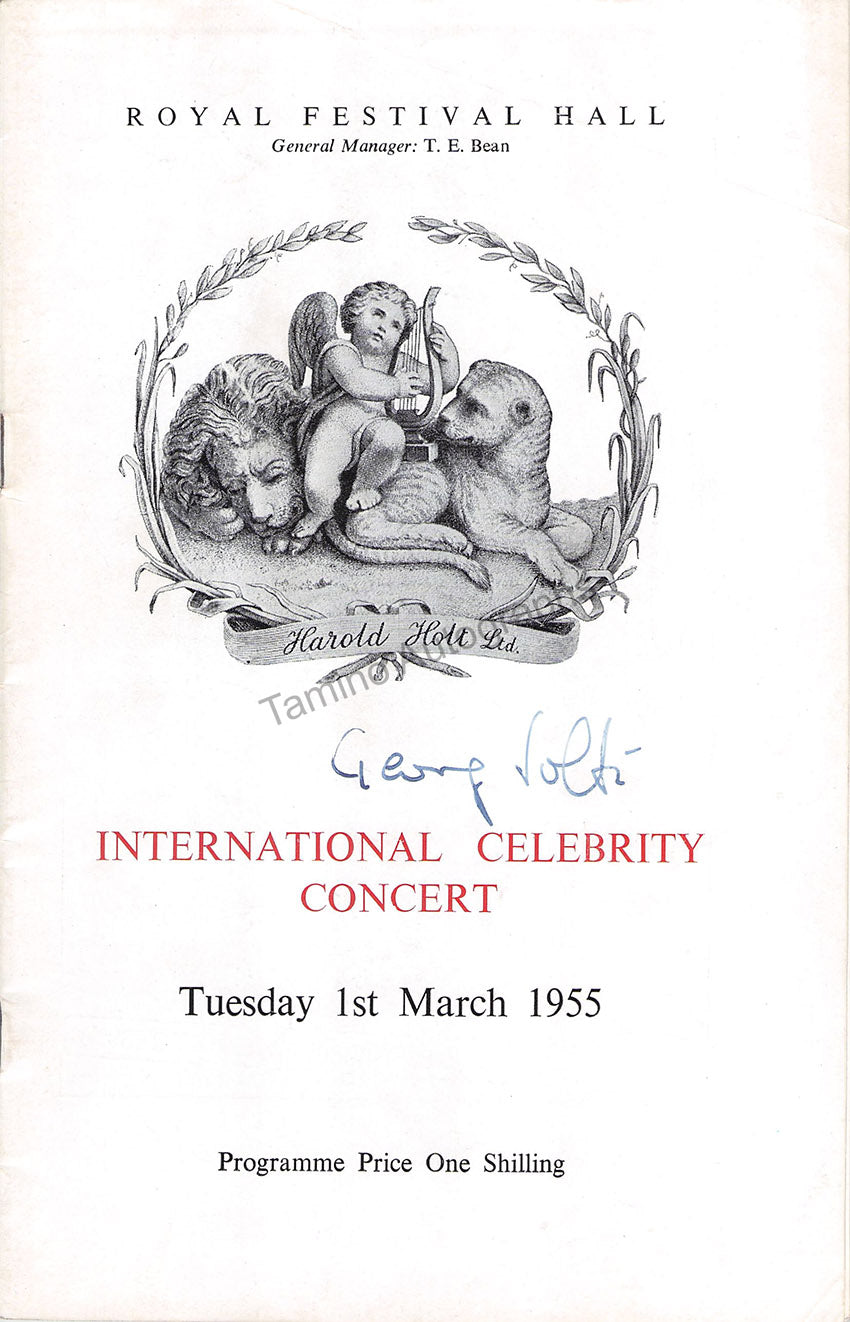 ROYAL FESTIVAL HALL
General Manager: T. E. Bean
Harold Holt Ltd.
Tamino Autographs
Georg Solti
INTERNATIONAL CELEBRITY
CONCERT
Tuesday 1st March 1955
Programme Price One Shilling